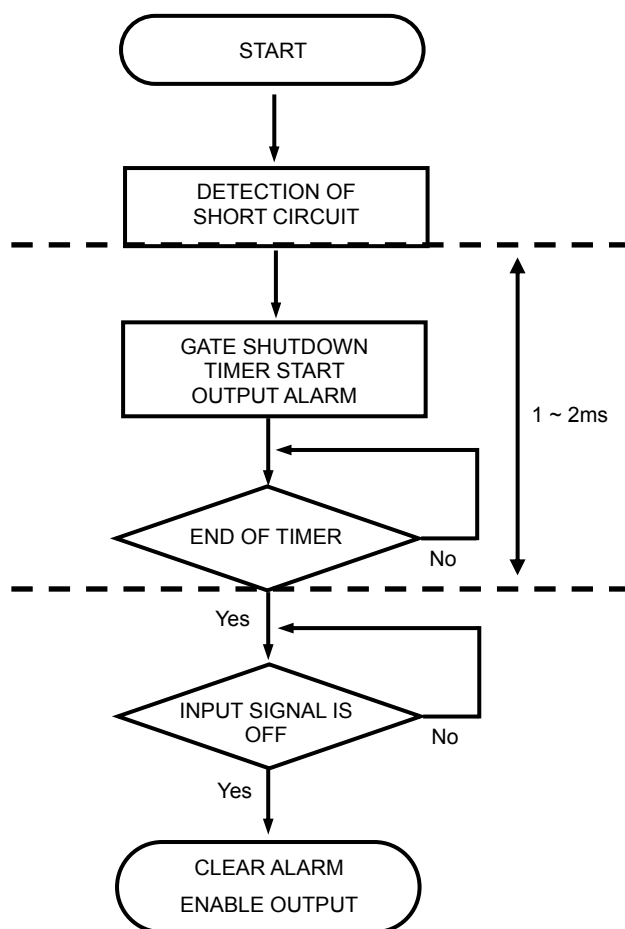 START
DETECTION OF
SHORT CIRCUIT
GATE SHUTDOWN
TIMER START
OUTPUT ALARM
1 ~ 2ms
END OF TIMER
No
Yes
INPUT SIGNAL IS
OFF
No
Yes
CLEAR ALARM
ENABLE OUTPUT